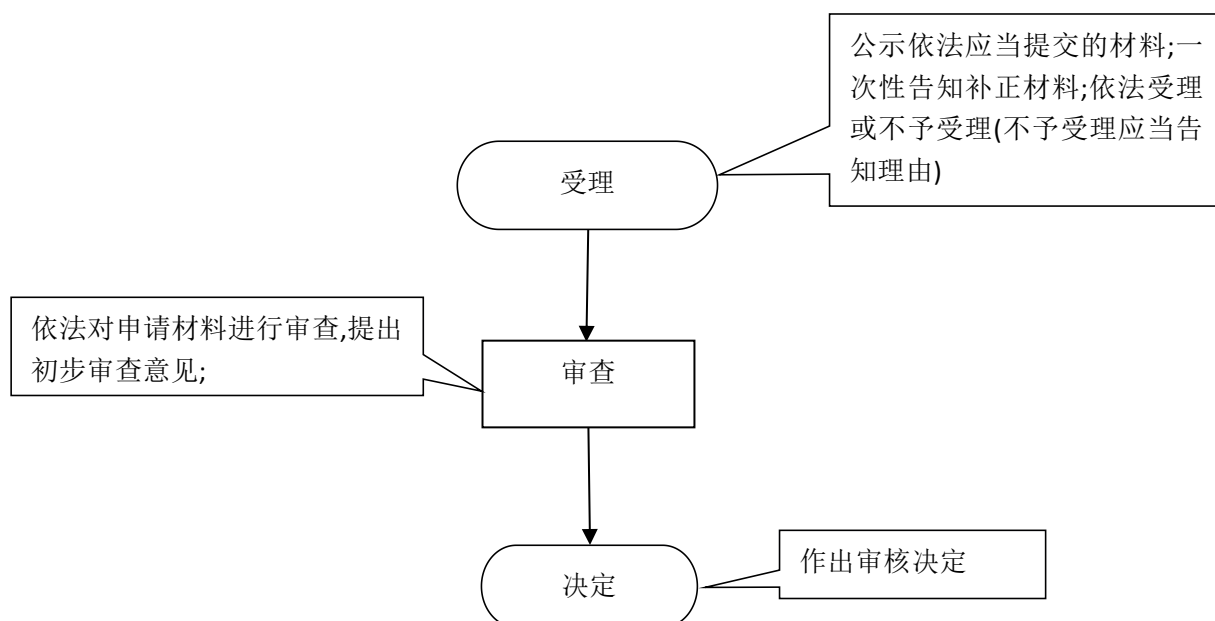 公示依法应当提交的材料;一
次性告知补正材料;依法受理
或不予受理(不予受理应当告
知理由)
受理
依法对申请材料进行审查,提出
初步审查意见;
审查
作出审核决定
决定